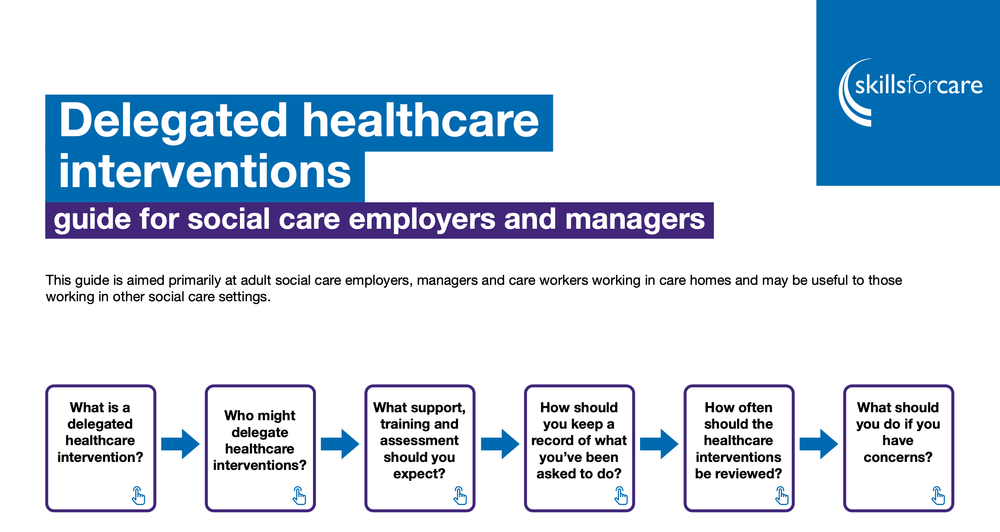 skillsforcare
Delegated healthcare
interventions
guide for social care employers and managers
This guide is aimed primarily at adult social care employers, managers and care workers working in care homes and may be useful to those
working in other social care settings.
What is a
delegated
healthcare
intervention?
Who might
delegate
healthcare
interventions?
What support,
training and
assessment
should you
expect?
How should
you keep a
record of what
you’ve been
asked to do?
How often
should the
healthcare
interventions
be reviewed?
What should
you do if you
have
concerns?